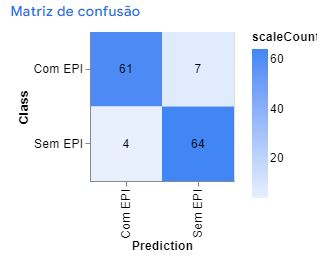 Matriz de confusão
scaleCount
Com EPI
61
7
60
40
Class
Sem EPI
4
64
20
Com EPI
Sem EPI
Prediction